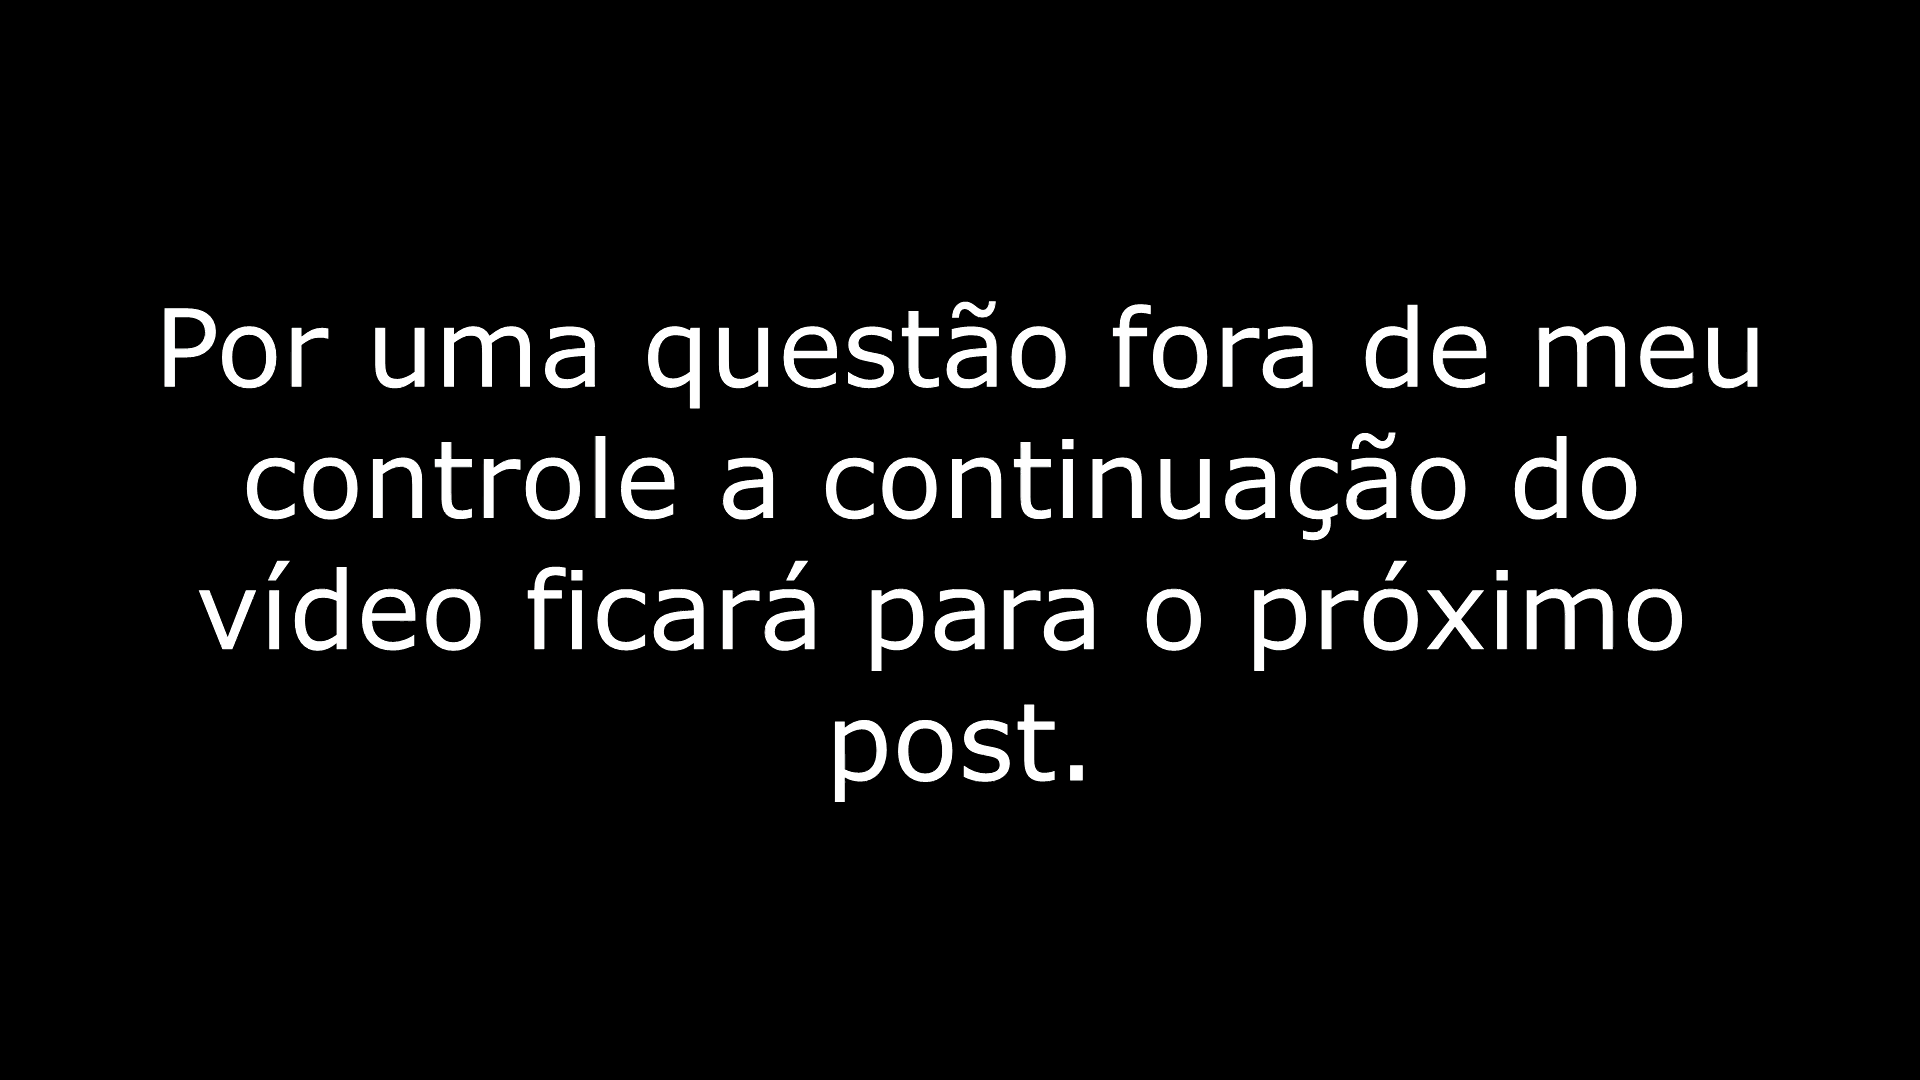 Por uma questão fora de meu
controle a continuação do
vídeo ficará para o próximo
post.